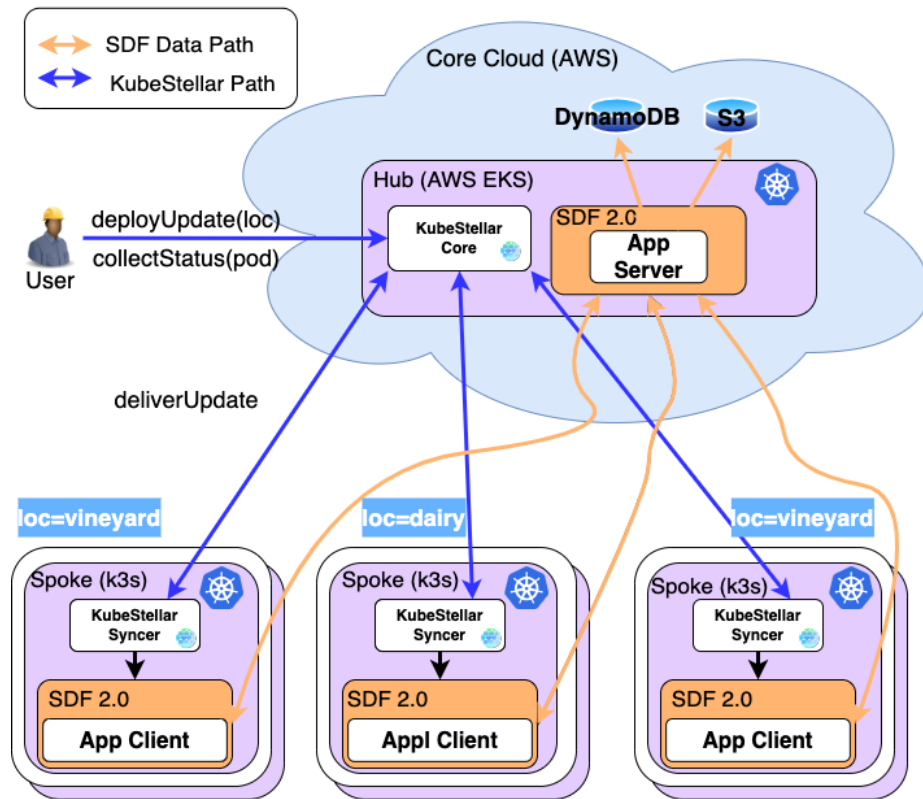 SDF Data Path
KubeStellar Path
Core Cloud (AWS)
DynamoDB
S3
Hub (AWS EKS)
deployUpdate(loc)
collectStatus(pod)
User
KubeStellar
Core
SDF 2.0
App
Server
deliverUpdate
loc=vineyard
loc=dairy
loc=vineyard
Spoke (k3s)
KubeStellar
Syncer
SDF 2.0
App Client
Spoke (k3s)
KubeStellar
Syncer
SDF 2.0
Appl Client
Spoke (k3s)
KubeStellar
Syncer
SDF 2.0
App Client